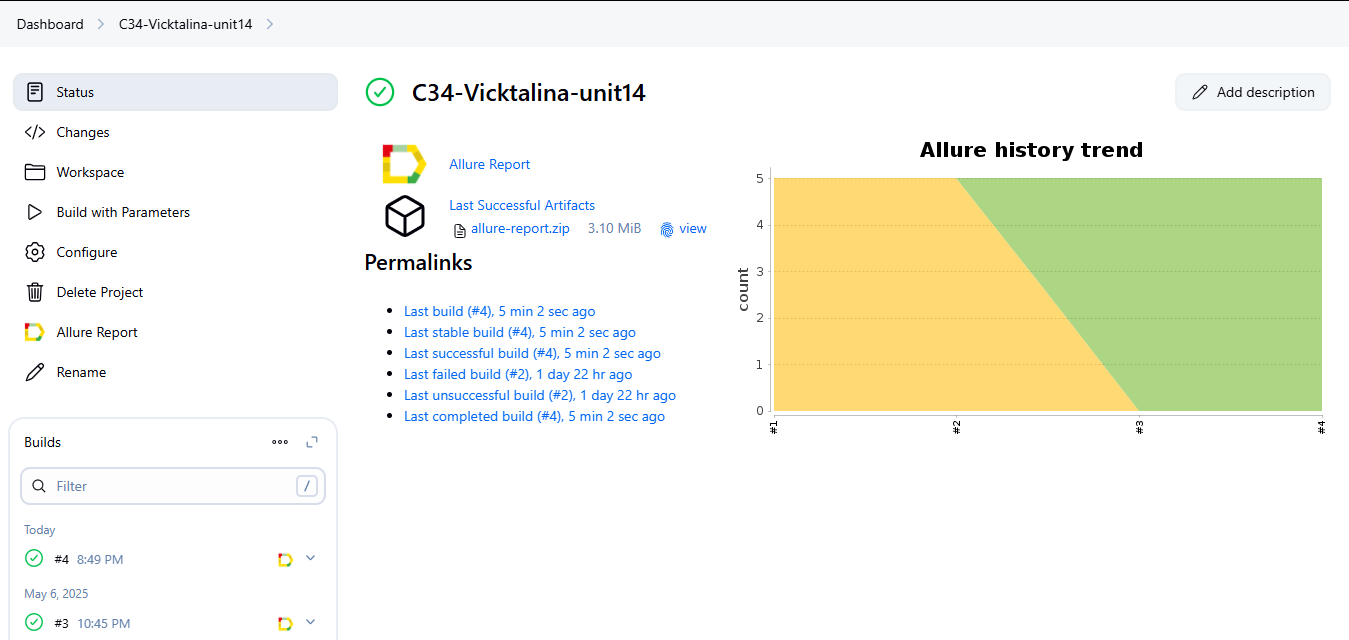 Dashboard C34-Vicktalina-unit14
Status
Changes
Workspace
Build with Parameters
Configure
Delete Project
Allure Report
Rename
Builds
Filter /
Today
#4 8:49 PM
May 6, 2025
#3 10:45 PM
C34-Vicktalina-unit14
Add description
Allure Report
Last Successful Artifacts
allure-report.zip 3.10 MiB view
Permalinks
Last build (#4), 5 min 2 sec ago
Last stable build (#4), 5 min 2 sec ago
Last successful build (#4), 5 min 2 sec ago
Last failed build (#2), 1 day 22 hr ago
Last unsuccessful build (#2), 1 day 22 hr ago
Last completed build (#4), 5 min 2 sec ago
Allure history trend
count
5
4
3
2
1
0
#1 #2 #3 #4